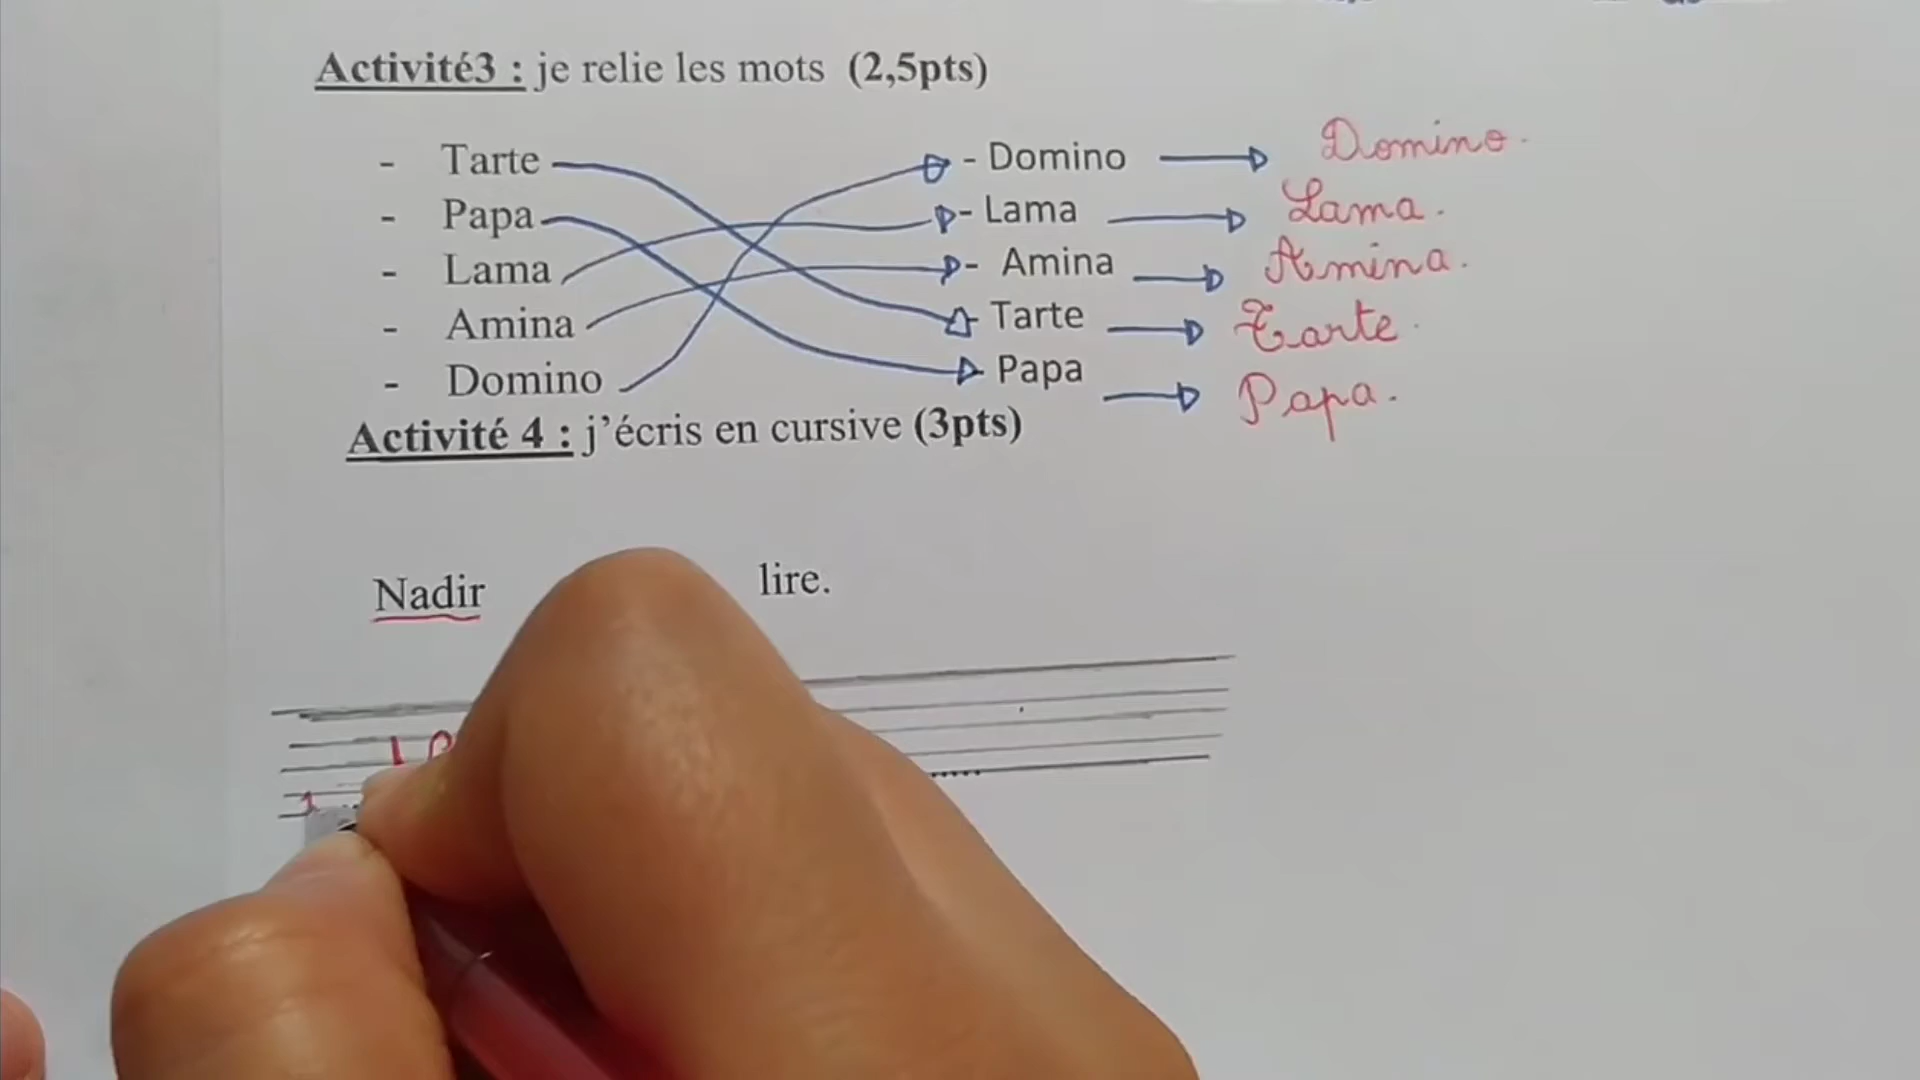 Activité3 : je relie les mots (2,5pts)
- Tarte - Domino Domino.
- Papa - Lama Lama.
- Lama - Amina Amina.
- Amina - Tarte Tarte.
- Domino Papa Papa.
Activité 4 : j'écris en cursive (3pts)
Nadir lire.